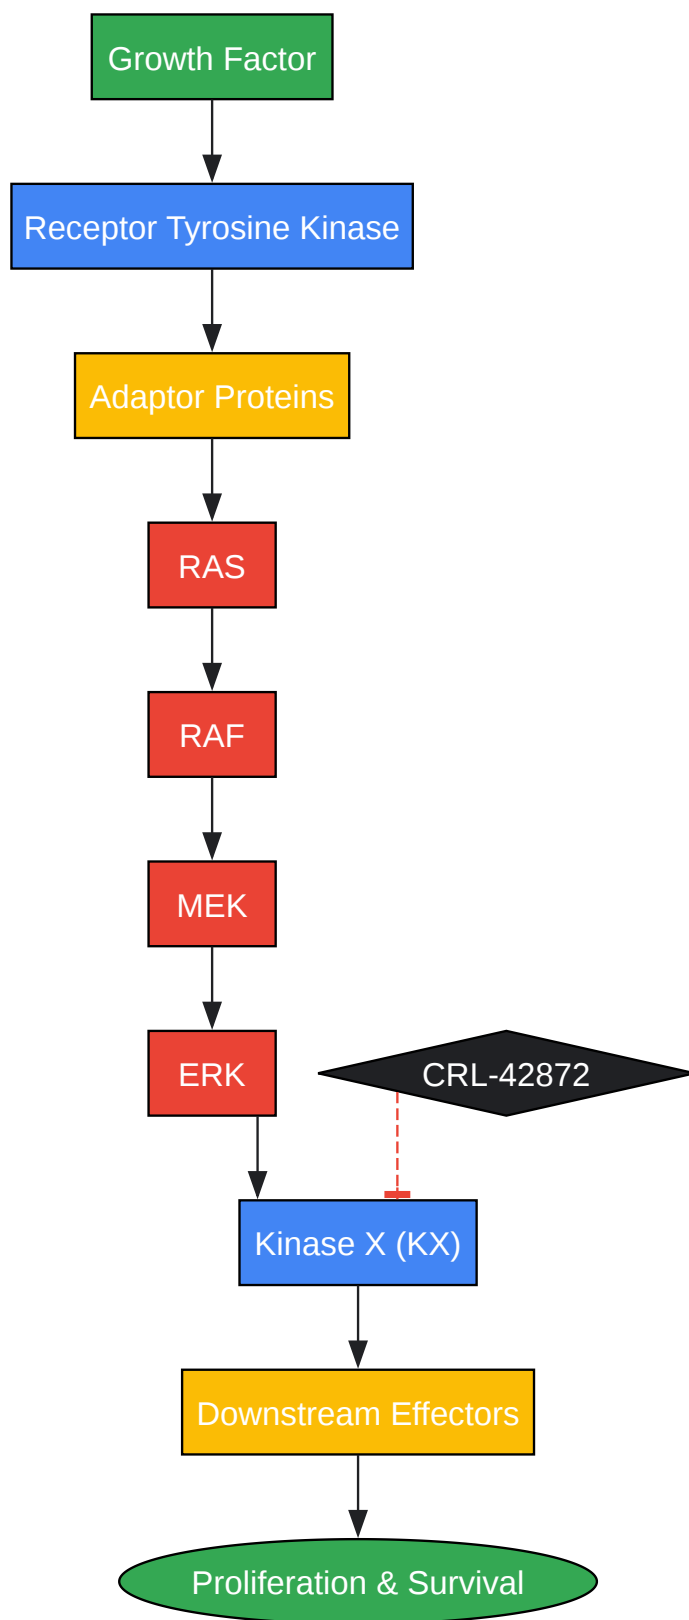 Growth Factor
Receptor Tyrosine Kinase
Adaptor Proteins
RAS
RAF
MEK
ERK
CRL-42872
Kinase X (KX)
Downstream Effectors
Proliferation & Survival